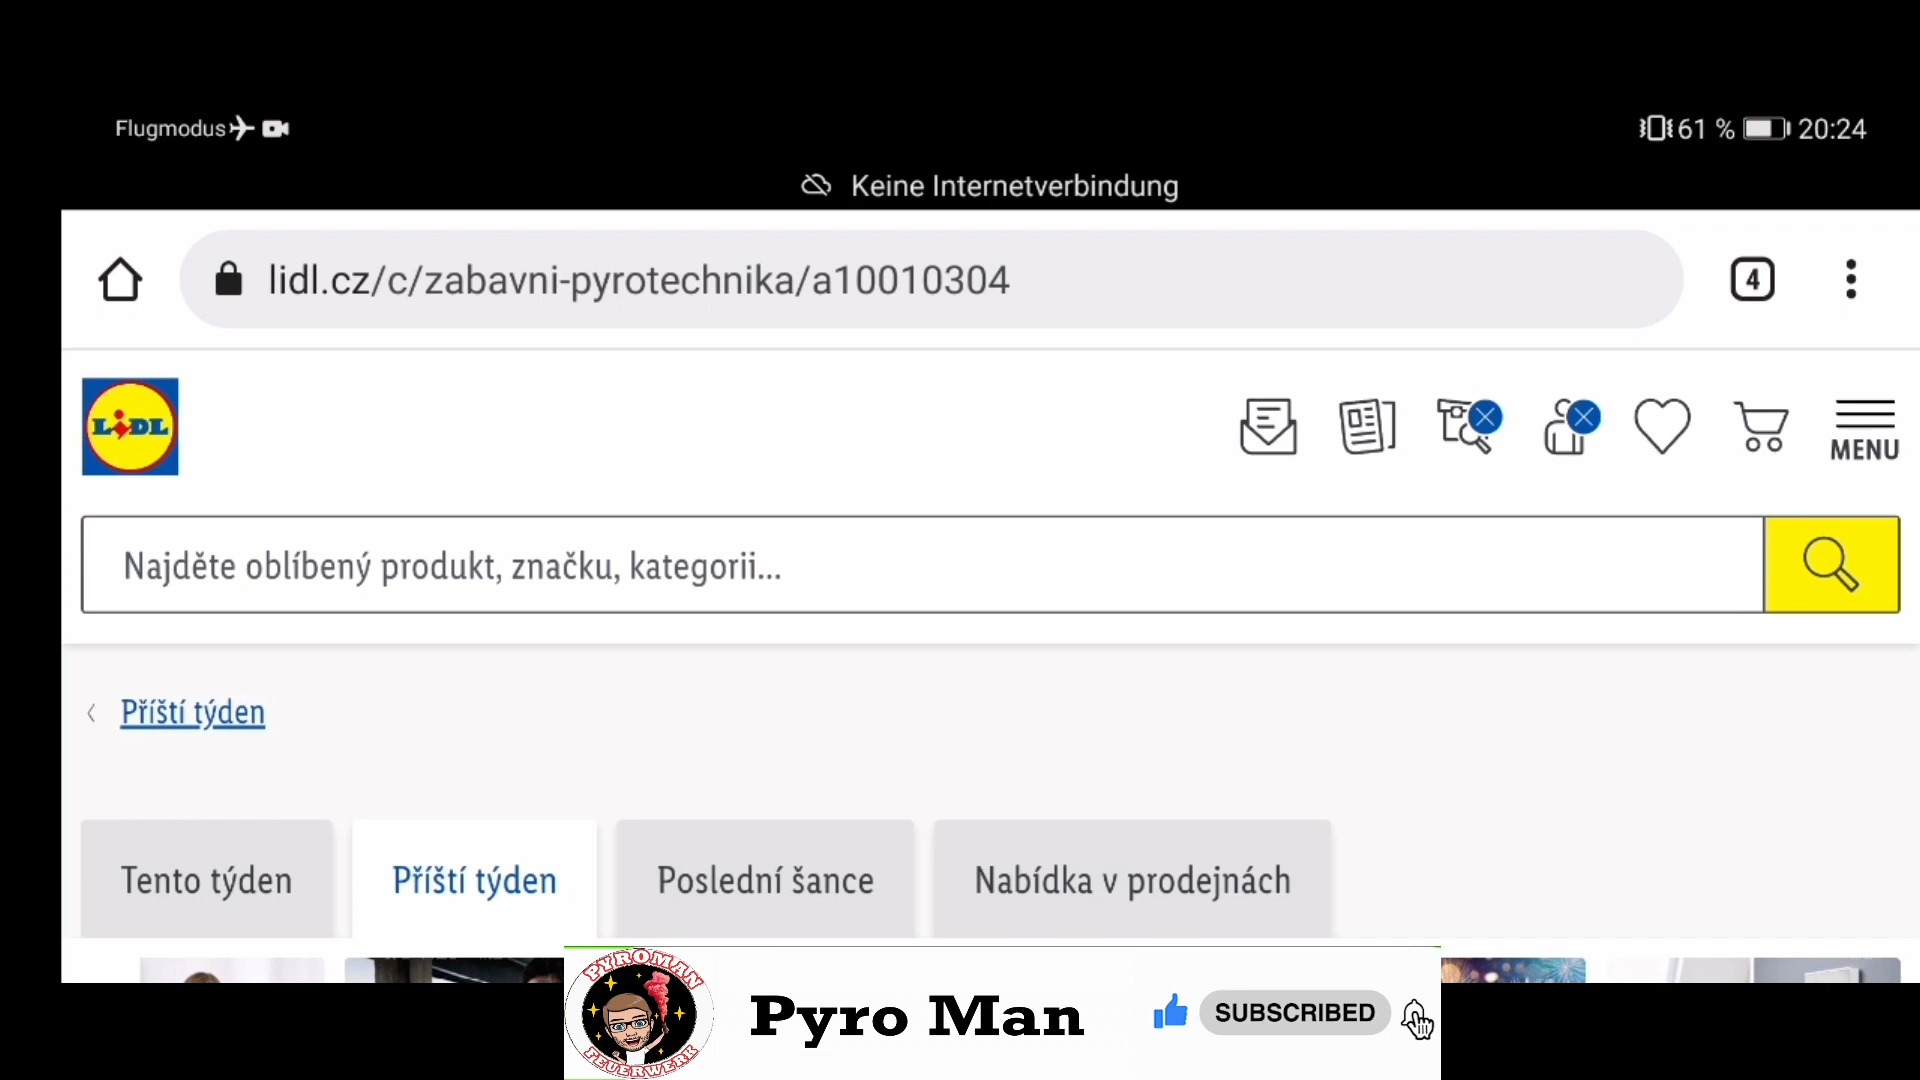 Flugmodus
61 % 20:24
Keine Internetverbindung
lidl.cz/c/zabavni-pyrotechnika/a10010304
4
LIDL
MENU
Najděte oblíbený produkt, značku, kategorii...
Příští týden
Tento týden
Příští týden
Poslední šance
Nabídka v prodejnách
PYROMAN
FEUERWERK
Pyro Man
SUBSCRIBED